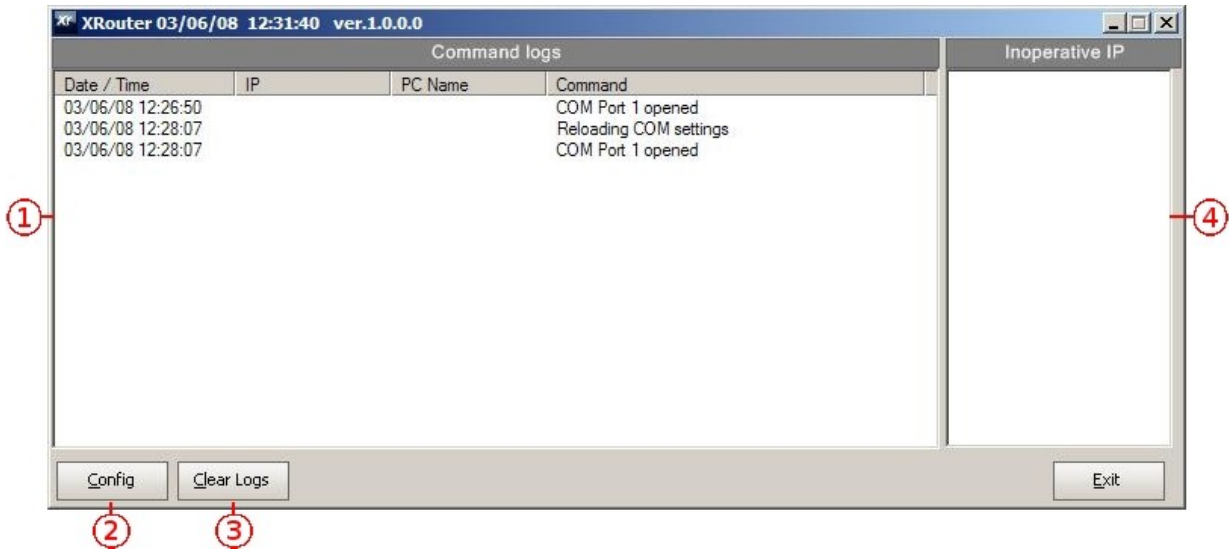 Xr XRouter 03/06/08 12:31:40 ver.1.0.0.0
Command logs Inoperative IP
Date / Time IP PC Name Command
03/06/08 12:26:50 COM Port 1 opened
03/06/08 12:28:07 Reloading COM settings
03/06/08 12:28:07 COM Port 1 opened
1 4
Config Clear Logs Exit
2 3